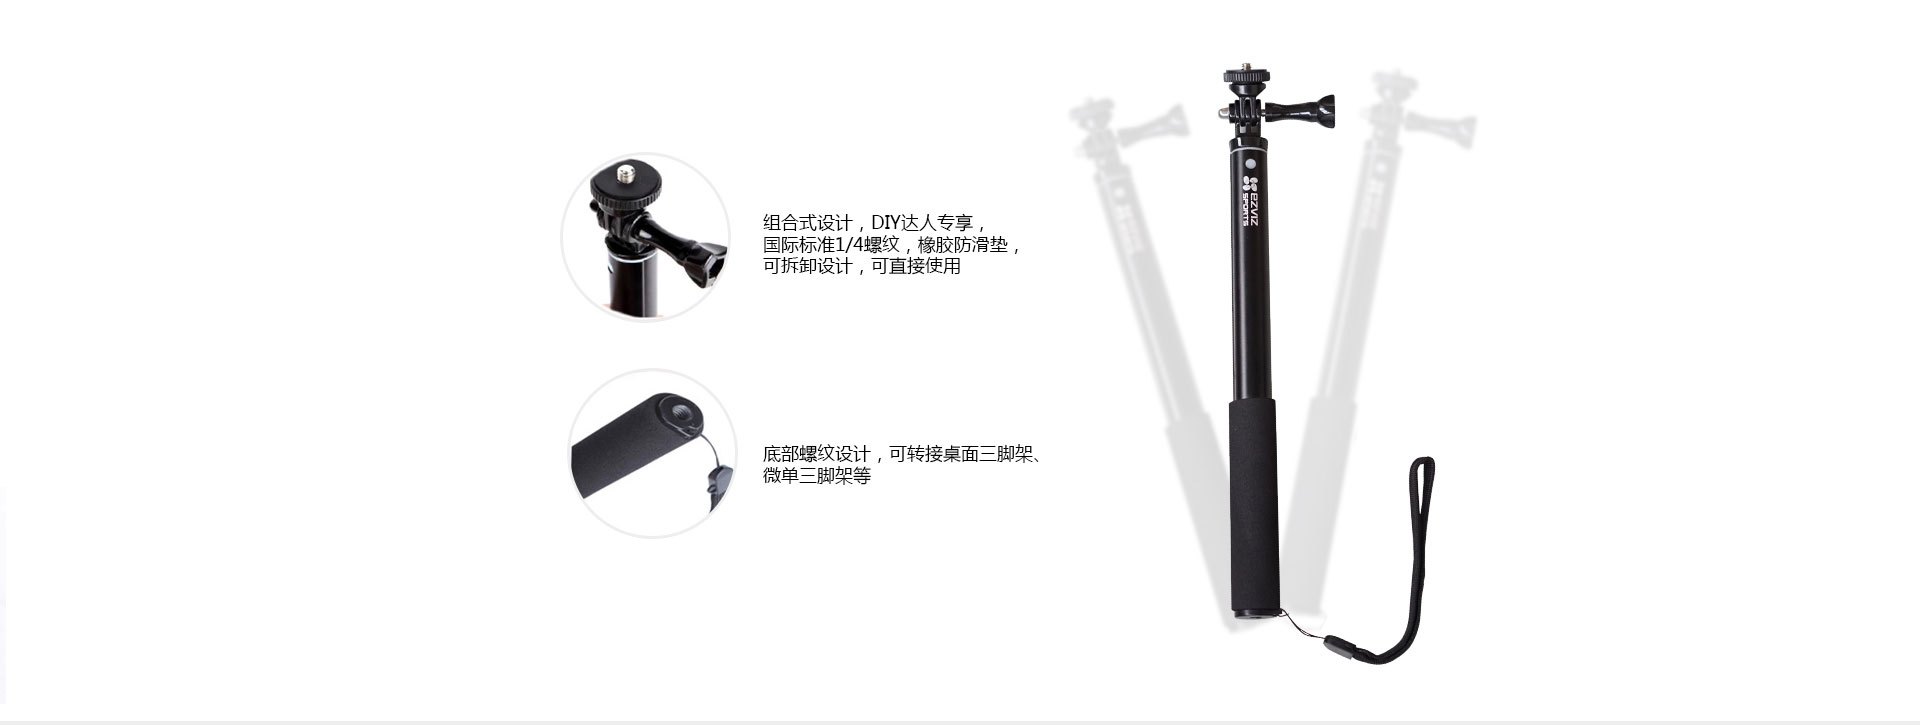 组合式设计，DIY达人专享，
国际标准1/4螺纹，橡胶防滑垫，
可拆卸设计，可直接使用
底部螺纹设计，可转接桌面三脚架、
微单三脚架等
EZVIZ
SPORTS